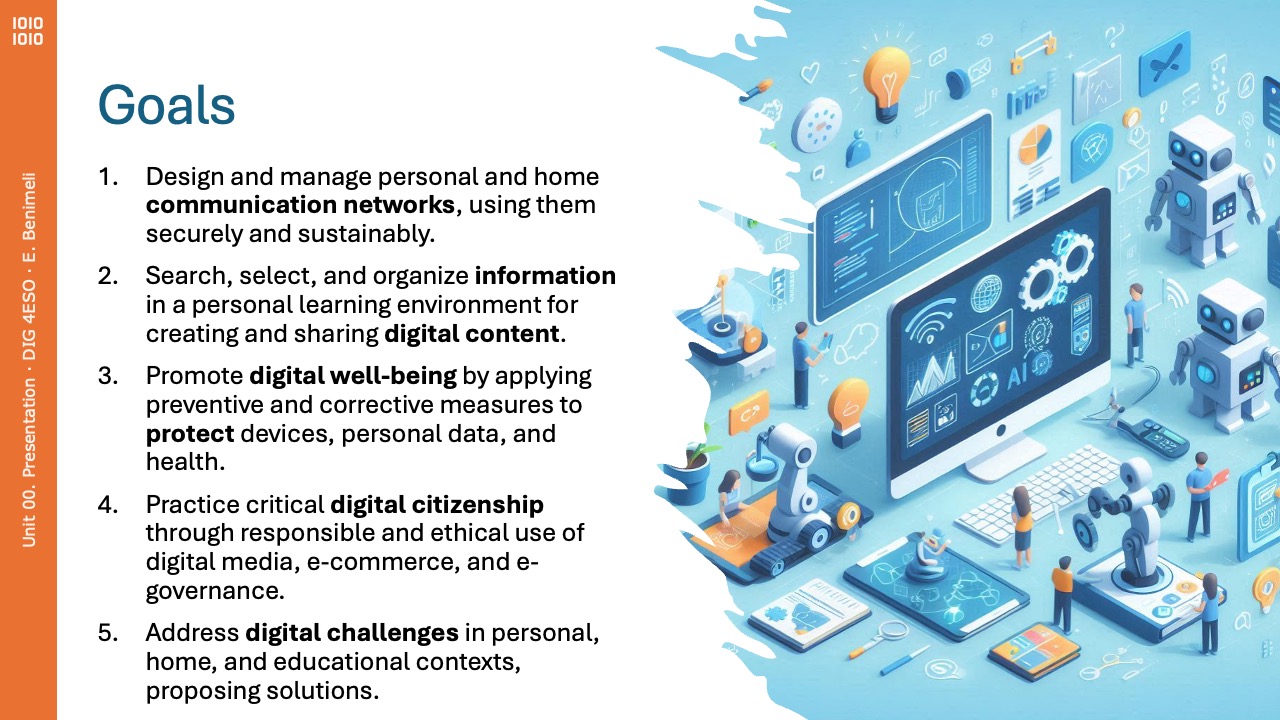 IOIO
IOIO
Unit 00. Presentation · DIG 4ESO · E. Benimeli
Goals
1. Design and manage personal and home
communication networks, using them
securely and sustainably.
2. Search, select, and organize information
in a personal learning environment for
creating and sharing digital content.
3. Promote digital well-being by applying
preventive and corrective measures to
protect devices, personal data, and
health.
4. Practice critical digital citizenship
through responsible and ethical use of
digital media, e-commerce, and e-
governance.
5. Address digital challenges in personal,
home, and educational contexts,
proposing solutions.
AI